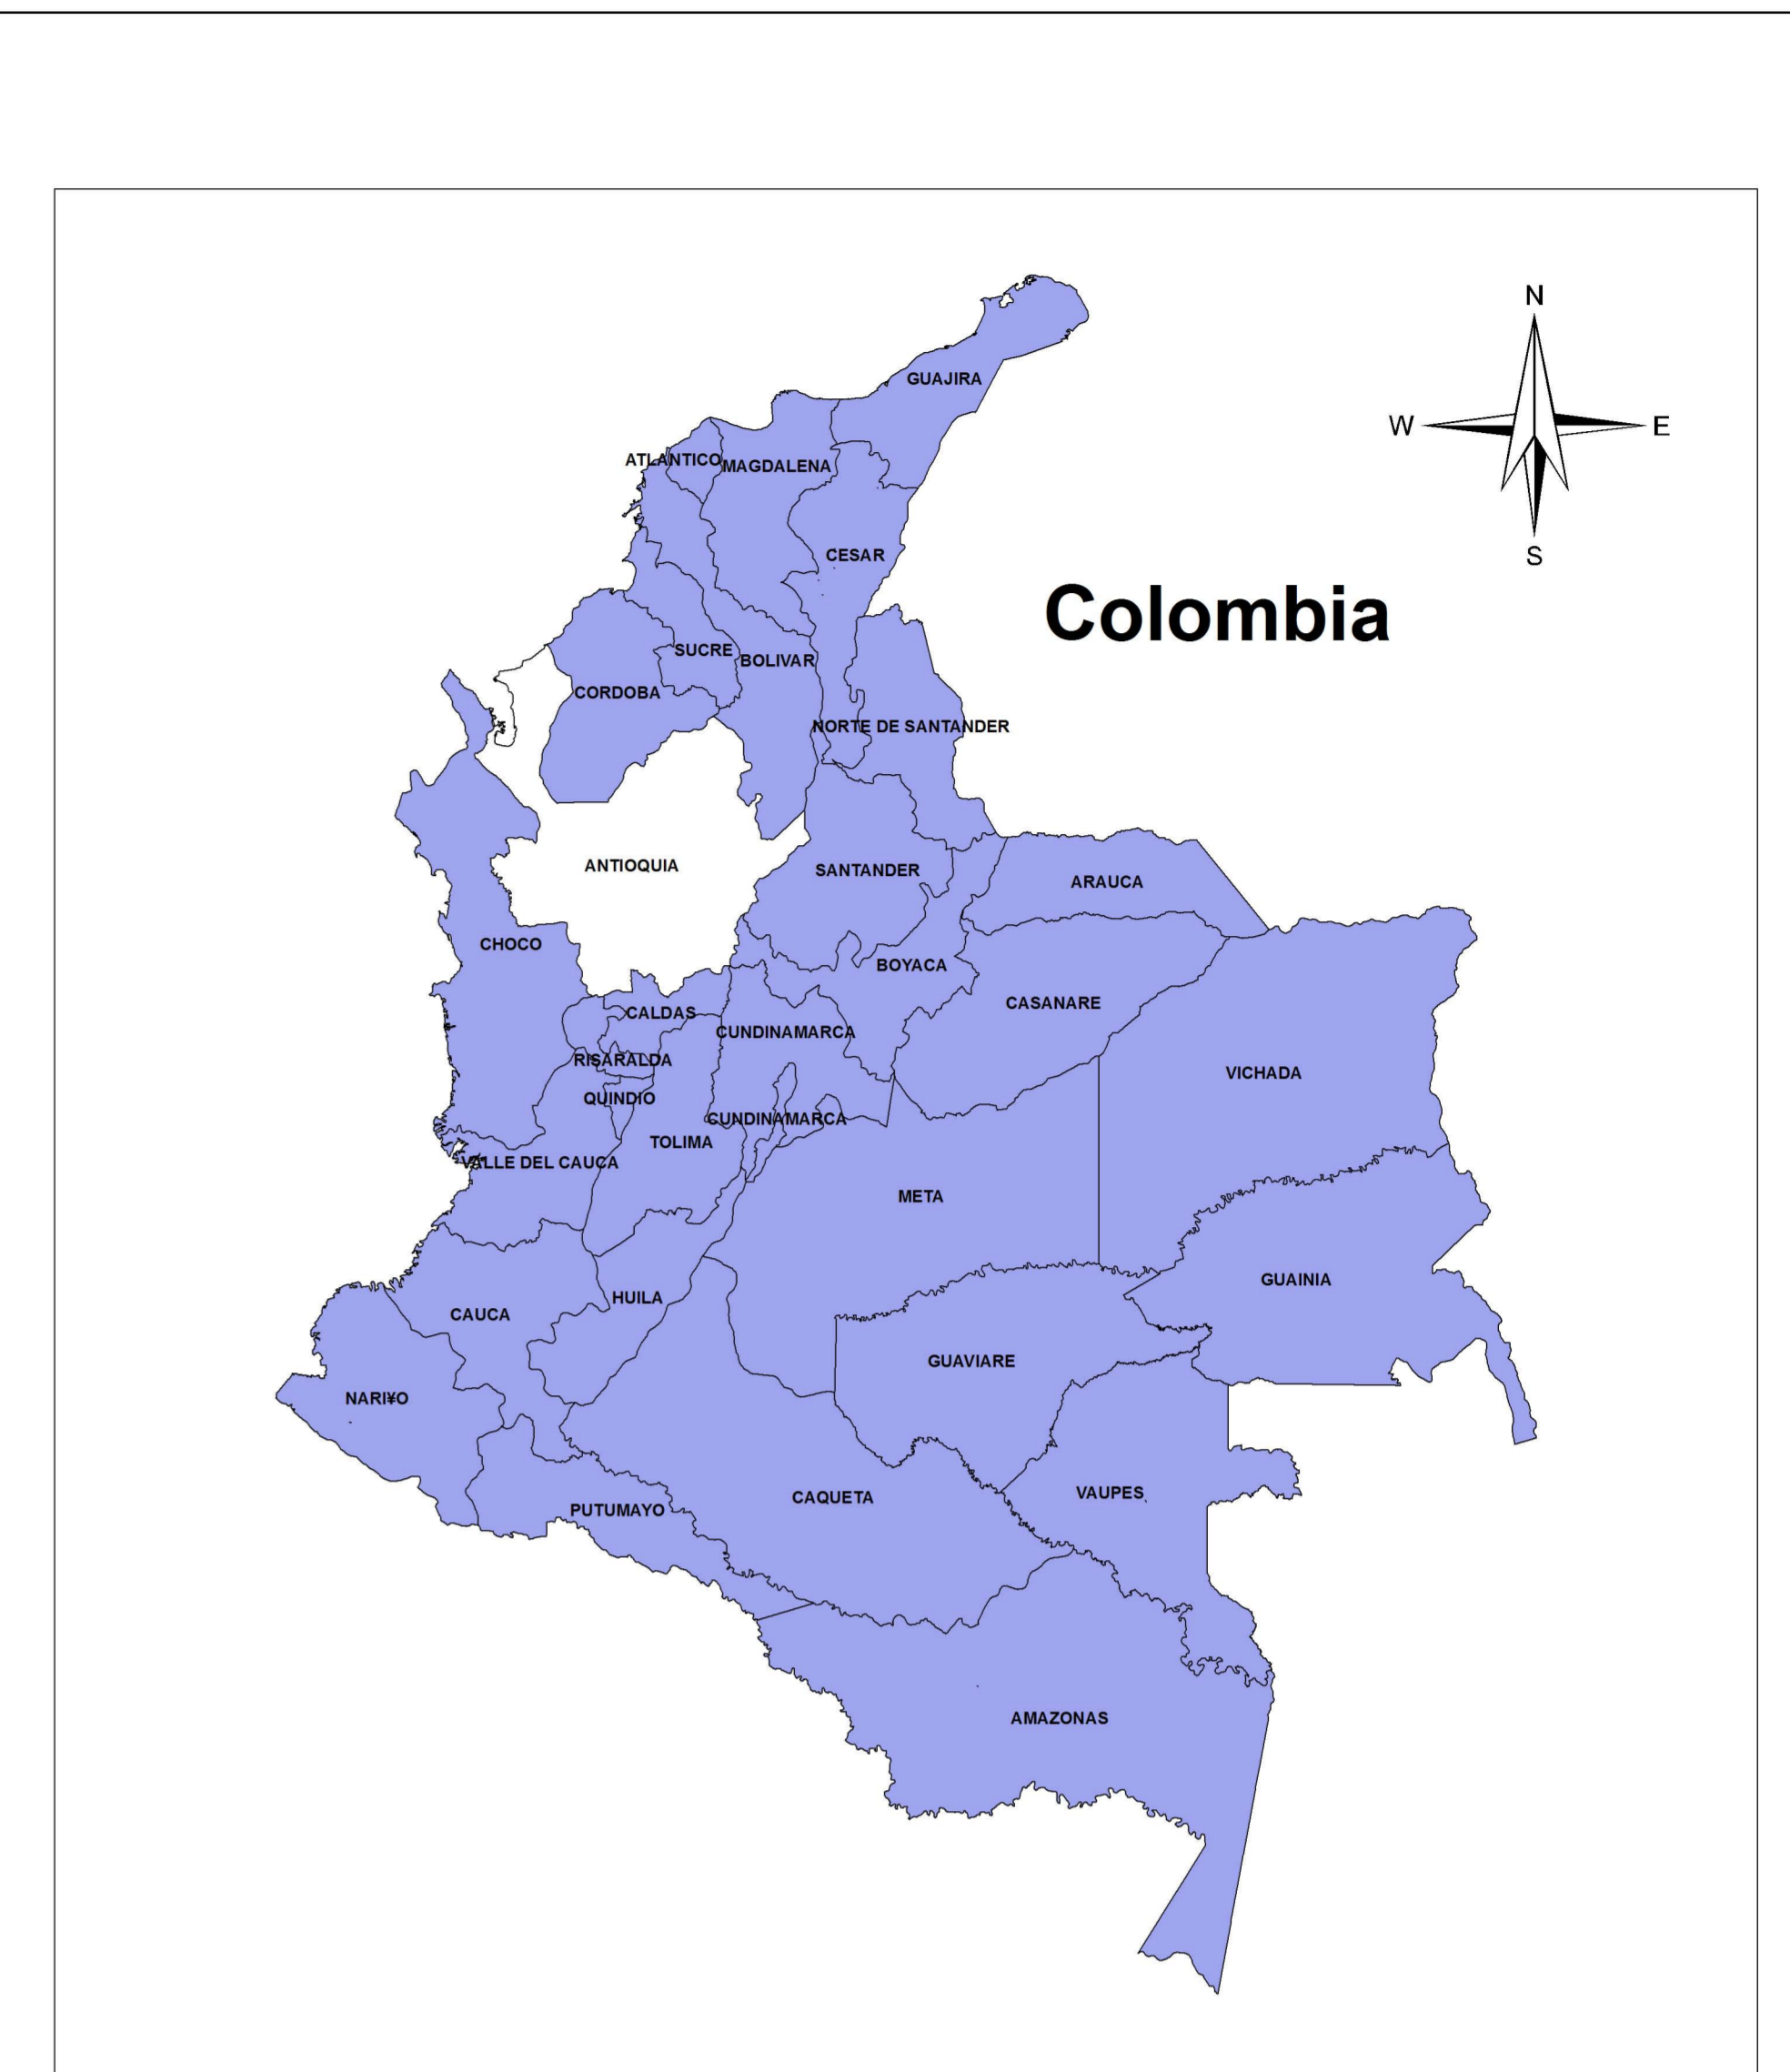 N
GUAJIRA
W
E
ATLANTICO
MAGDALENA
CESAR
S
Colombia
SUCRE
BOLIVAR
CORDOBA
NORTE DE SANTANDER
ANTIOQUIA
SANTANDER
ARAUCA
CHOCO
BOYACA
CASANARE
CALDAS
CUNDINAMARCA
RISARALDA
VICHADA
QUINDIO
CUNDINAMARCA
TOLIMA
VALLE DEL CAUCA
META
GUAINIA
HUILA
CAUCA
GUAVIARE
NARI¥O
CAQUETA
VAUPES
PUTUMAYO
AMAZONAS